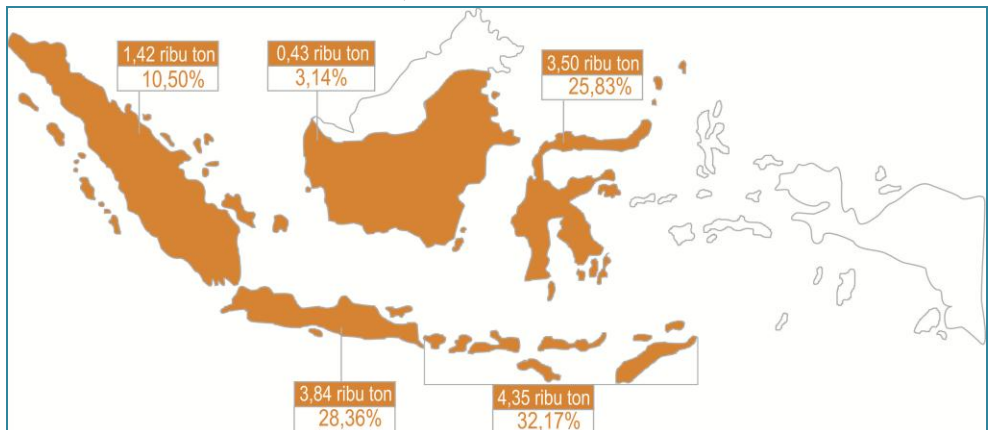 1,42 ribu ton
10,50%
0,43 ribu ton
3,14%
3,50 ribu ton
25,83%
3,84 ribu ton
28,36%
4,35 ribu ton
32,17%